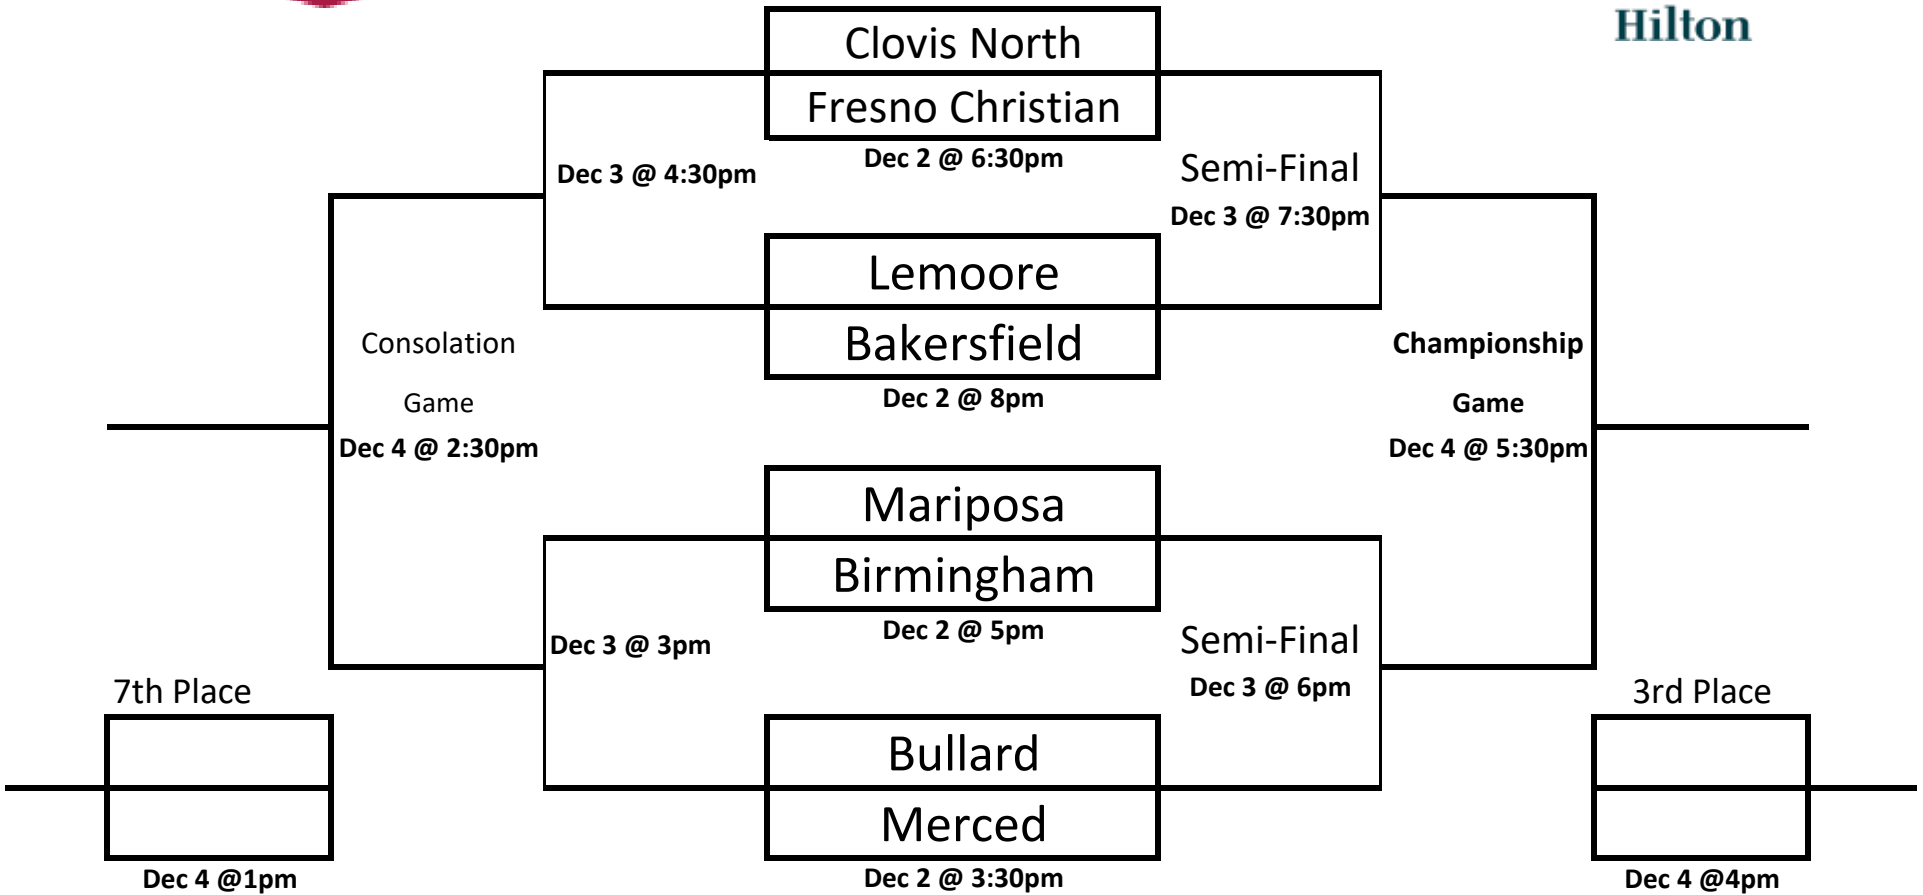 Hilton
Clovis North
Fresno Christian
Dec 2 @ 6:30pm
Dec 3 @ 4:30pm
Semi-Final
Dec 3 @ 7:30pm
Lemoore
Bakersfield
Dec 2 @ 8pm
Consolation
Game
Dec 4 @ 2:30pm
Championship
Game
Dec 4 @ 5:30pm
Mariposa
Birmingham
Dec 2 @ 5pm
Dec 3 @ 3pm
Semi-Final
Dec 3 @ 6pm
Bullard
Merced
Dec 2 @ 3:30pm
7th Place
Dec 4 @1pm
3rd Place
Dec 4 @4pm